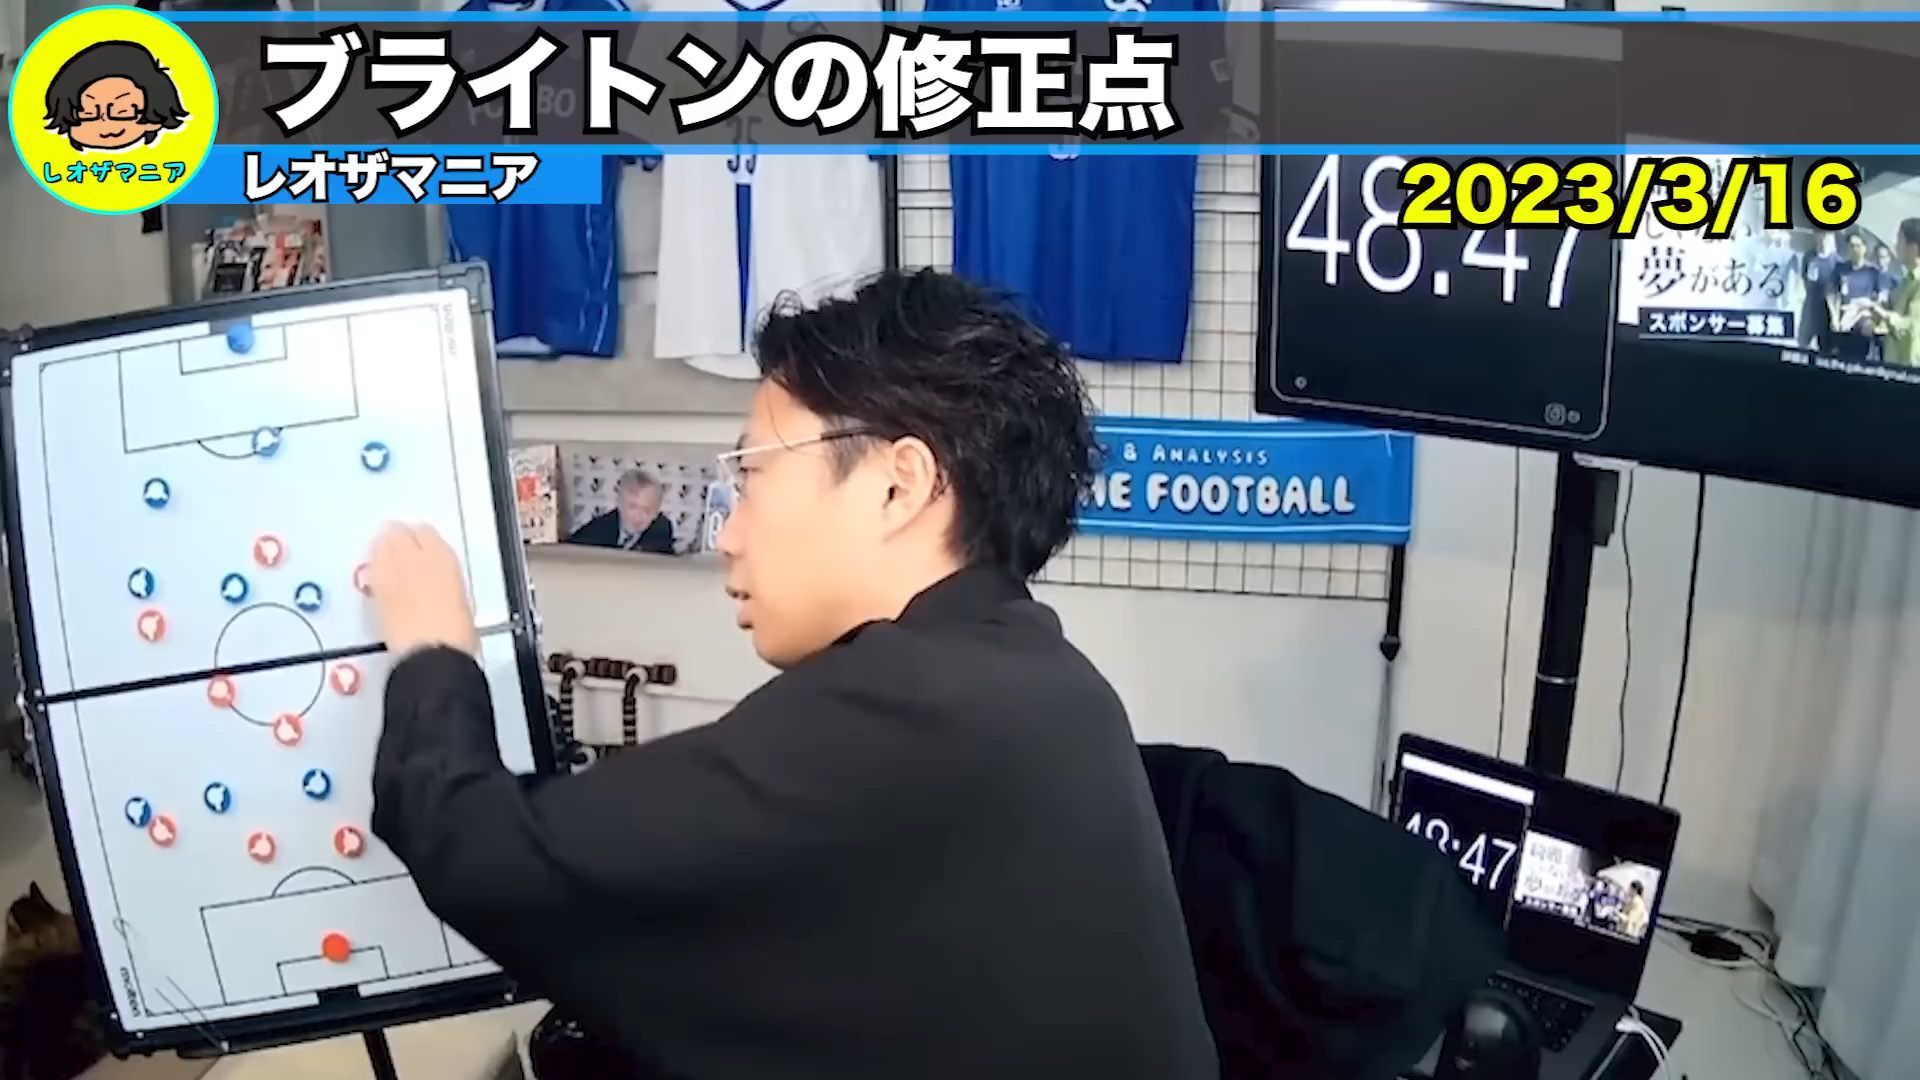 ブライトンの修正点
レオザマニア
レオザマニア
2023/3/16
35
48:47
夢がある
スポンサー募集
& ANALYSIS
HE FOOTBALL
48:47